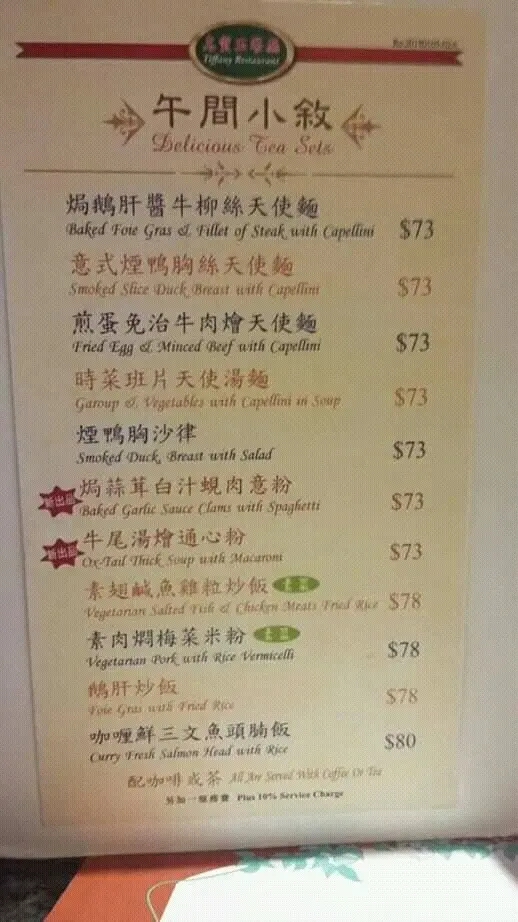 Tiffany Restaurant
午間小敘
Delicious Tea Sets
焗鵝肝醬牛柳絲天使麵 $73
Baked Foie Gras & Fillet of Steak with Capellini
意式煙鴨胸絲天使麵 $73
Smoked Slice Duck Breast with Capellini
煎蛋免治牛肉燴天使麵 $73
Fried Egg & Minced Beef with Capellini
時菜班片天使湯麵 $73
Garoup & Vegetables with Capellini in Soup
煙鴨胸沙律 $73
Smoked Duck Breast with Salad
新出品 焗蒜茸白汁蜆肉意粉 $73
Baked Garlic Sauce Clams with Spaghetti
新出品 牛尾湯燴通心粉 $73
Ox-Tail Thick Soup with Macaroni
素翅鹹魚雞粒炒飯 $78
Vegetarian Salted Fish & Chicken Meats Fried Rice
素肉燜梅菜米粉 $78
Vegetarian Pork with Rice Vermicelli
鵝肝炒飯 $78
Foie Gras with Fried Rice
咖喱鮮三文魚頭腩飯 $80
Curry Fresh Salmon Head with Rice
配咖啡或茶 All Are Served With Coffee Or Tea
另加一服務費 Plus 10% Service Charge